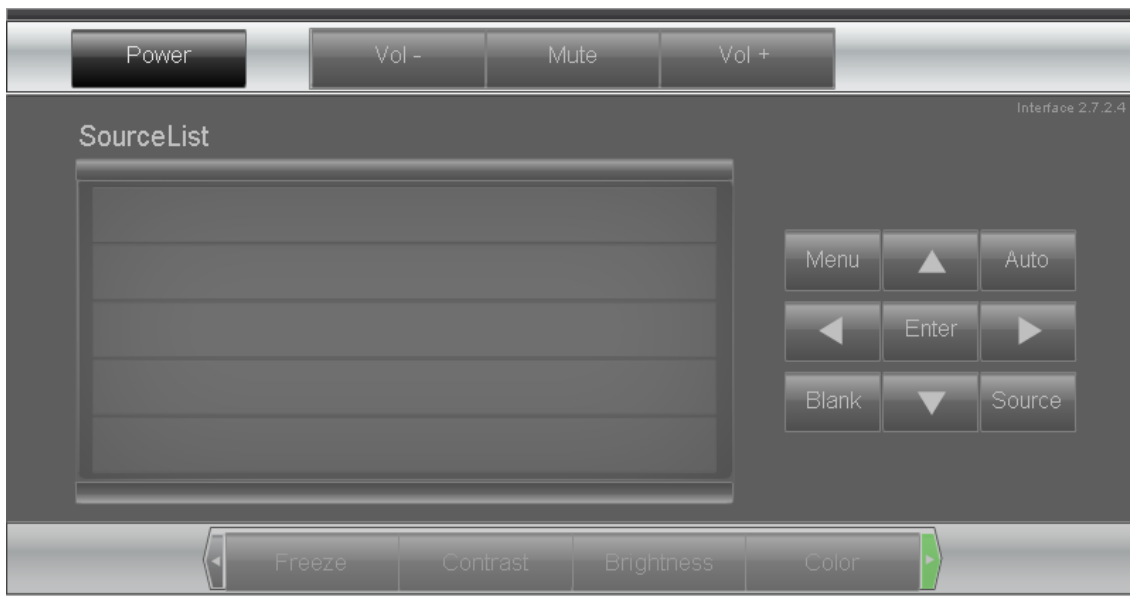 Power Vol - Mute Vol +
Interface 2.7.2.4
SourceList
Menu Auto
Enter
Blank Source
Freeze Contrast Brightness Color